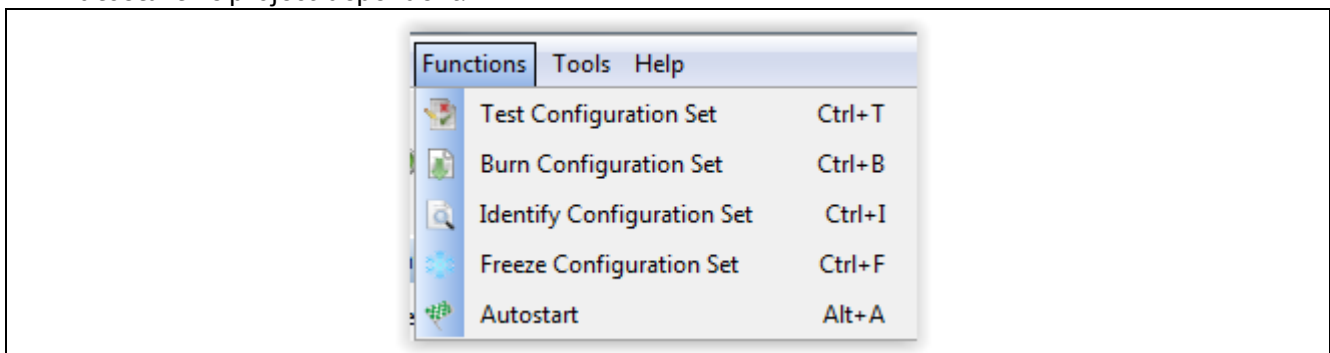 Functions Tools Help
Test Configuration Set Ctrl+T
Burn Configuration Set Ctrl+B
Identify Configuration Set Ctrl+I
Freeze Configuration Set Ctrl+F
Autostart Alt+A